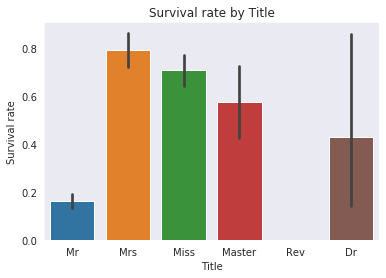 Survival rate by Title
Survival rate
0.8
0.6
0.4
0.2
0.0
Mr Mrs Miss Master Rev Dr
Title